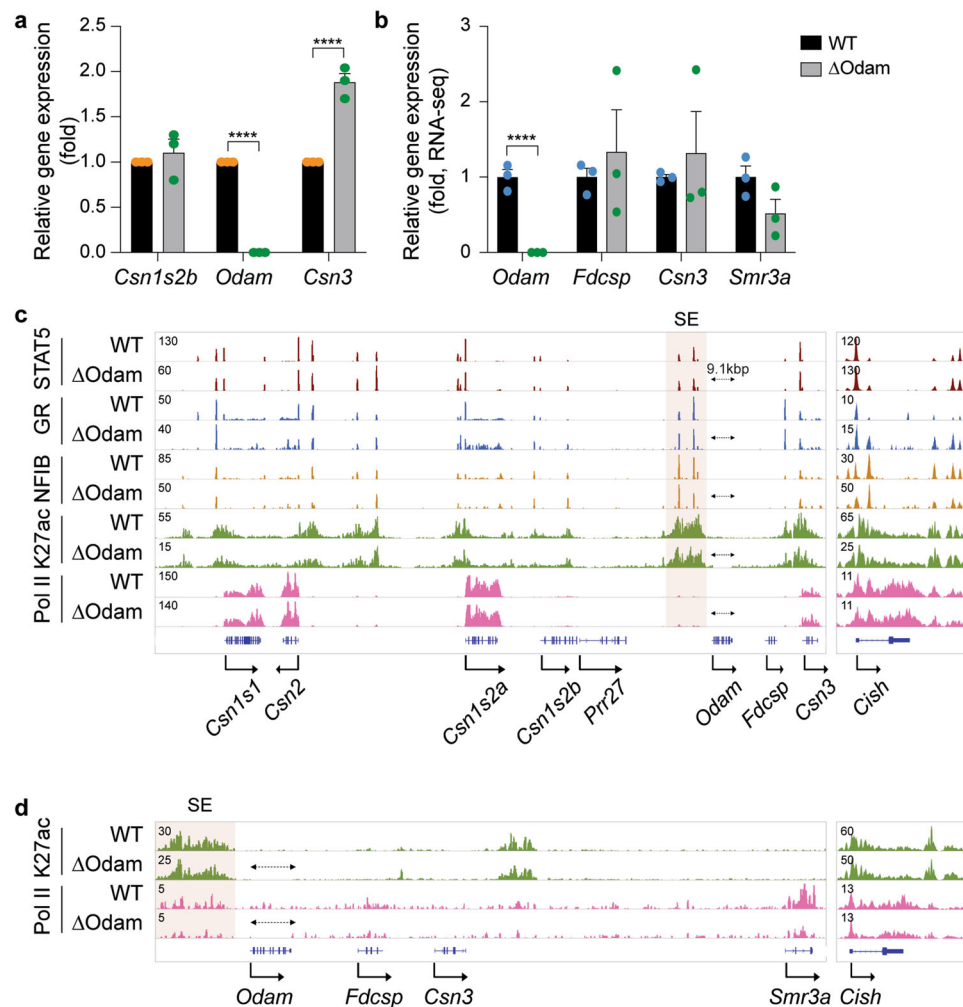 a
Relative gene expression
(fold)
2.5
2.0
1.5
1.0
0.5
0.0
****
****
Csn1s2b
Odam
Csn3
b
Relative gene expression
(fold, RNA-seq)
3
2
1
0
****
Odam
Fdcsp
Csn3
Smr3a
WT
ΔOdam
c
SE
STAT5
WT
130
120
ΔOdam
60
9.1kbp
130
GR
WT
50
10
ΔOdam
40
15
NFIB
WT
85
30
ΔOdam
50
50
K27ac
WT
55
65
ΔOdam
15
25
Pol II
WT
150
11
ΔOdam
140
11
Csn1s1
Csn2
Csn1s2a
Csn1s2b
Prr27
Odam
Fdcsp
Csn3
Cish
d
SE
K27ac
WT
30
60
ΔOdam
25
50
Pol II
WT
5
13
ΔOdam
5
13
Odam
Fdcsp
Csn3
Smr3a
Cish